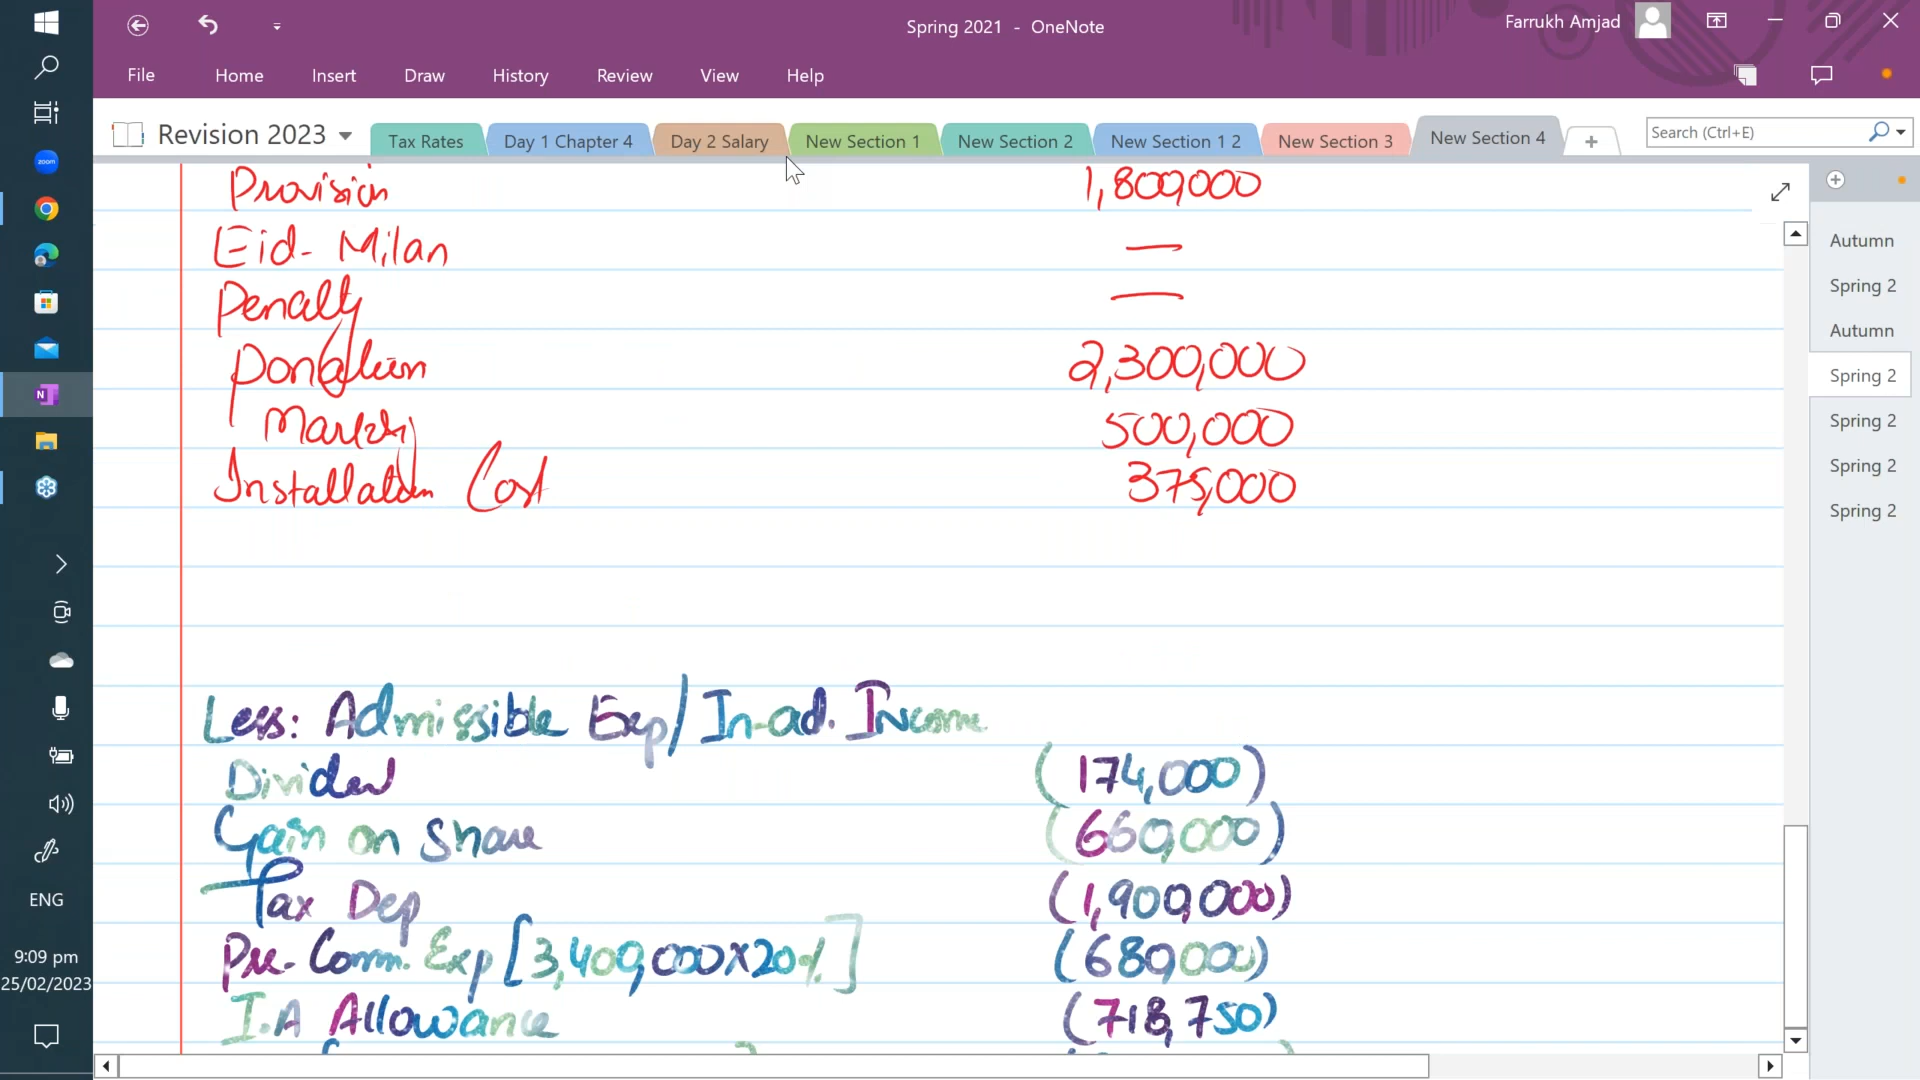 Spring 2021 - OneNote
Farrukh Amjad
File Home Insert Draw History Review View Help
Revision 2023
Tax Rates
Day 1 Chapter 4
Day 2 Salary
New Section 1
New Section 2
New Section 1 2
New Section 3
New Section 4
Search (Ctrl+E)
Provision 1,800,000
Eid-Milan —
Penalty —
Donation 2,300,000
500,000
Installation Cost 375,000
Less: Admissible Exp/In-ad. Income
Dividend (174,000)
Gain on Share (660,000)
Tax Dep (1,900,000)
Pre-Comm. Exp [3,400,000x20%] (680,000)
I.A Allowance (718,750)
Autumn
Spring 2
Autumn
Spring 2
Spring 2
Spring 2
Spring 2
zoom
ENG
9:09 pm
25/02/2023